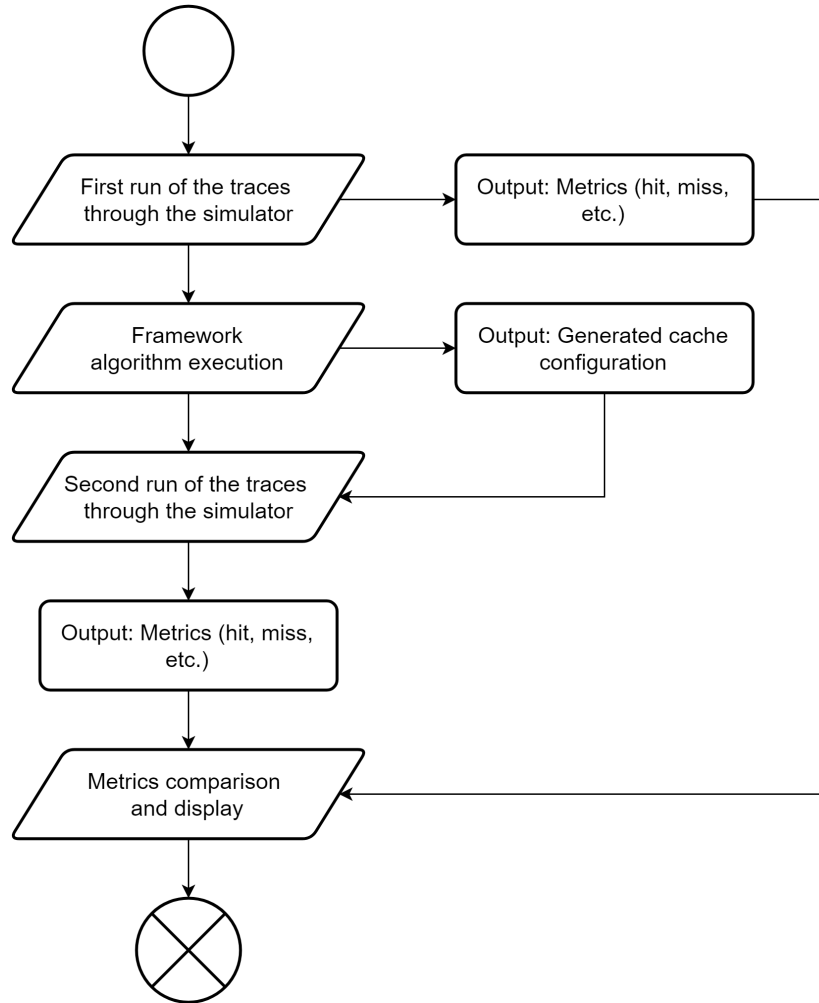 First run of the traces
through the simulator
Output: Metrics (hit, miss,
etc.)
Framework
algorithm execution
Output: Generated cache
configuration
Second run of the traces
through the simulator
Output: Metrics (hit, miss,
etc.)
Metrics comparison
and display